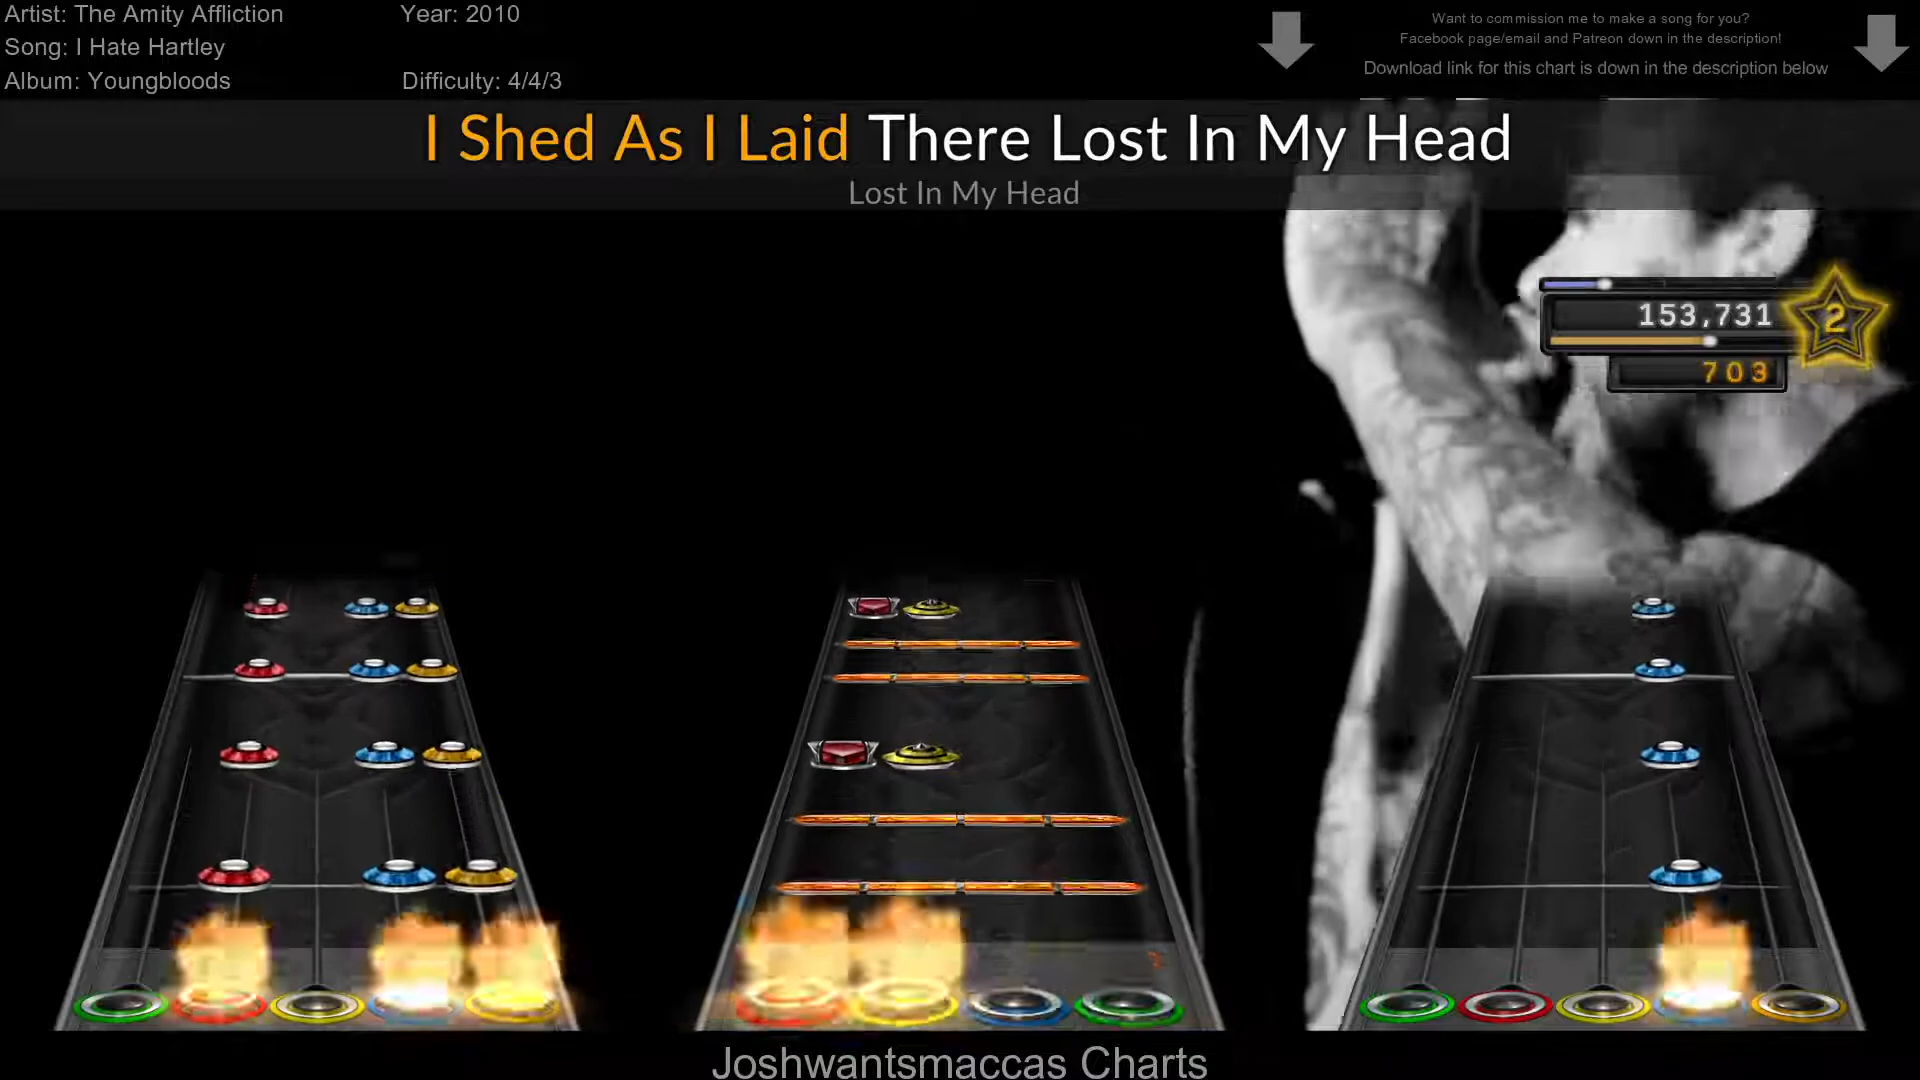 Artist: The Amity Affliction
Year: 2010
Song: I Hate Hartley
Album: Youngbloods
Difficulty: 4/4/3
Want to commission me to make a song for you?
Facebook page/email and Patreon down in the description!
Download link for this chart is down in the description below
I Shed As I Laid There Lost In My Head
Lost In My Head
153,731
2
703
Joshwantsmaccas Charts